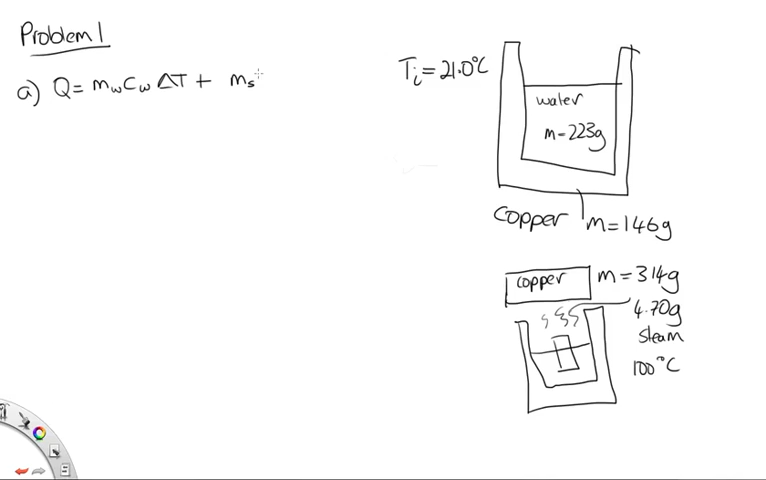 Problem 1
a) Q = m_w c_w ΔT + m_s
T_i = 21.0°C
water
m = 223g
copper m = 146g
copper m = 314g
4.70g
steam
100°C